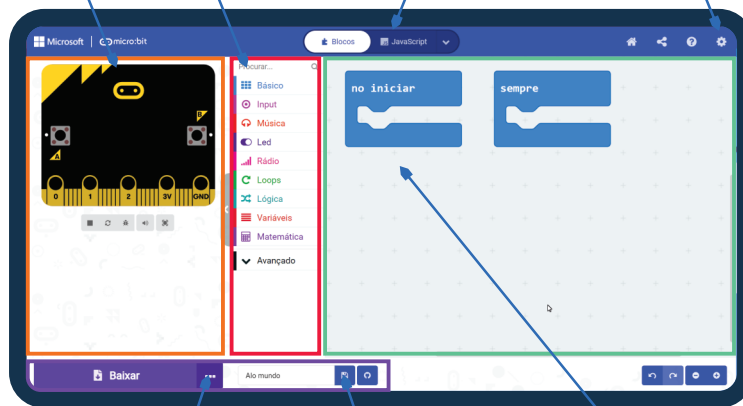 Microsoft | micro:bit
Blocos
JavaScript
Procurar...
Básico
Input
Música
Led
Rádio
Loops
Lógica
Variáveis
Matemática
Avançado
no iniciar
sempre
B
A
0 1 2 3V GND
Baixar
Alo mundo